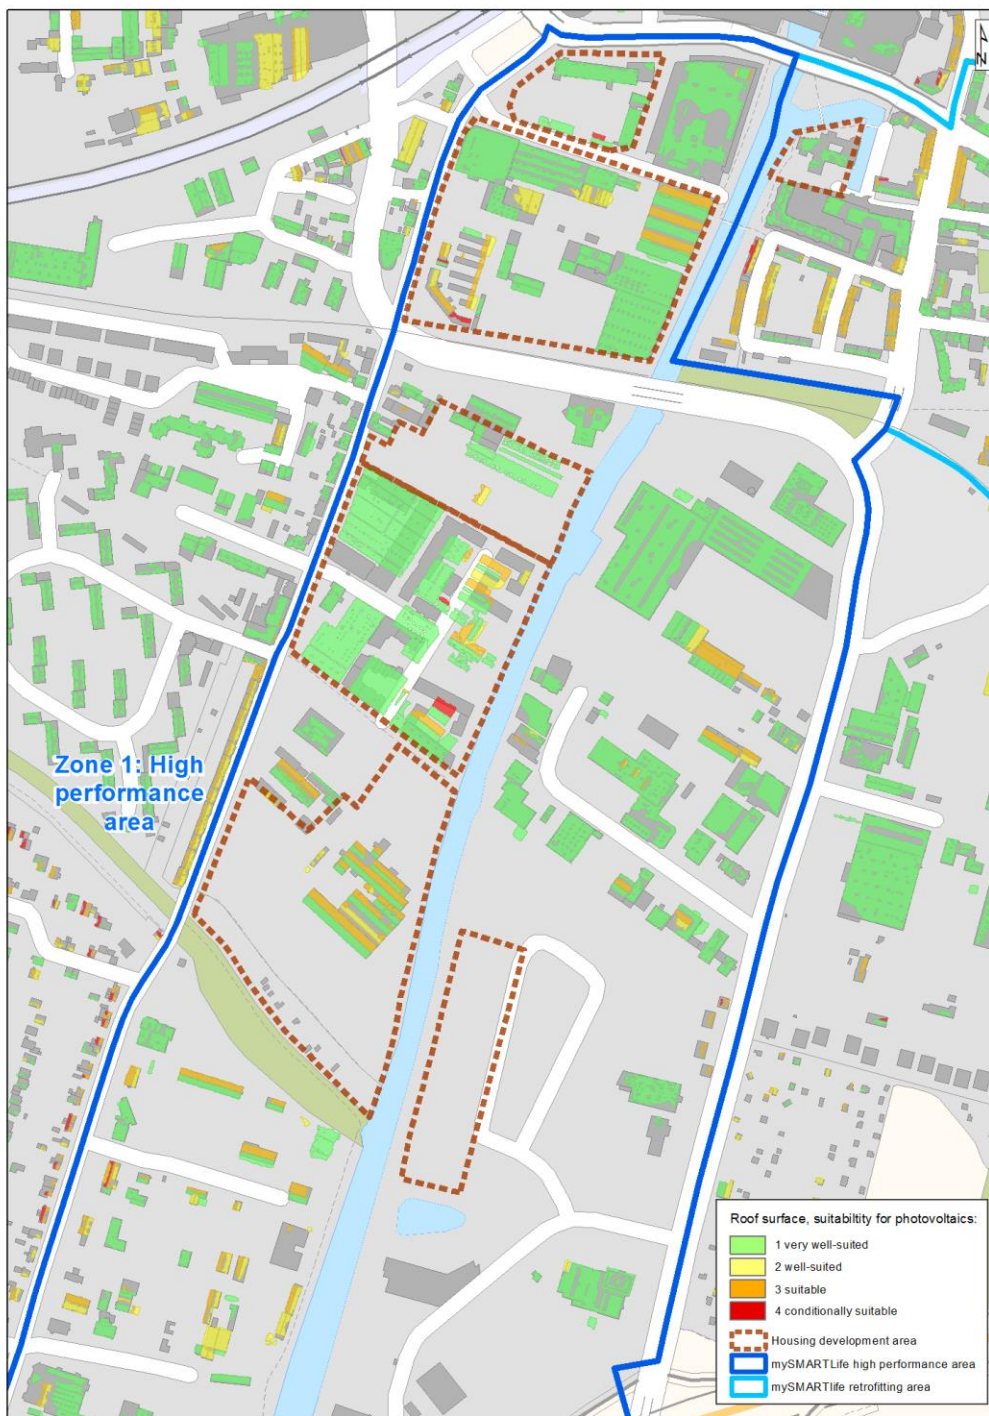 N
Zone 1: High
performance
area
Roof surface, suitabiltity for photovoltaics:
1 very well-suited
2 well-suited
3 suitable
4 conditionally suitable
Housing development area
mySMARTLife high performance area
mySMARTlife retrofitting area